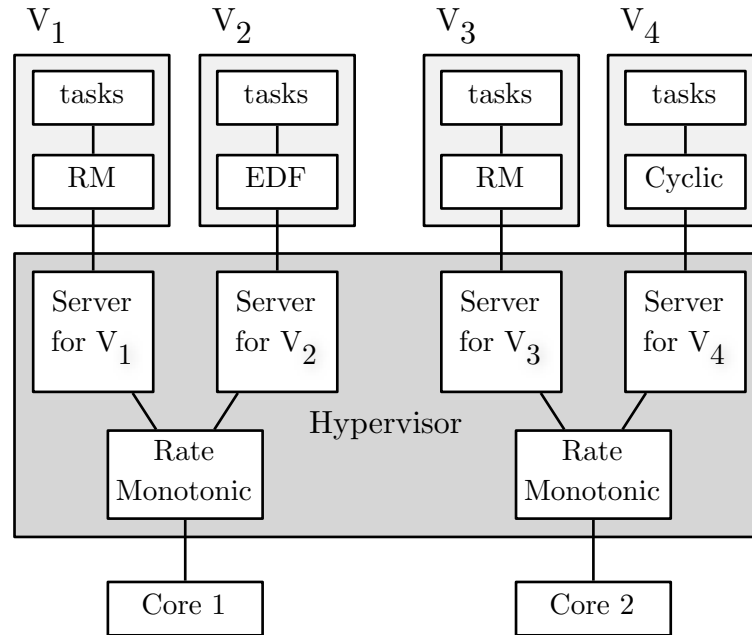 V1 V2 V3 V4
tasks tasks tasks tasks
RM EDF RM Cyclic
Server Server Server Server
for V1 for V2 for V3 for V4
Hypervisor
Rate Rate
Monotonic Monotonic
Core 1 Core 2